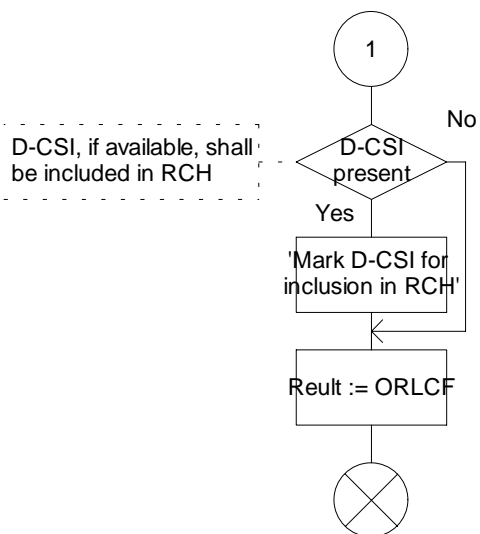 1
No
D-CSI, if available, shall
be included in RCH
D-CSI
present
Yes
'Mark D-CSI for
inclusion in RCH'
Reult := ORLCF